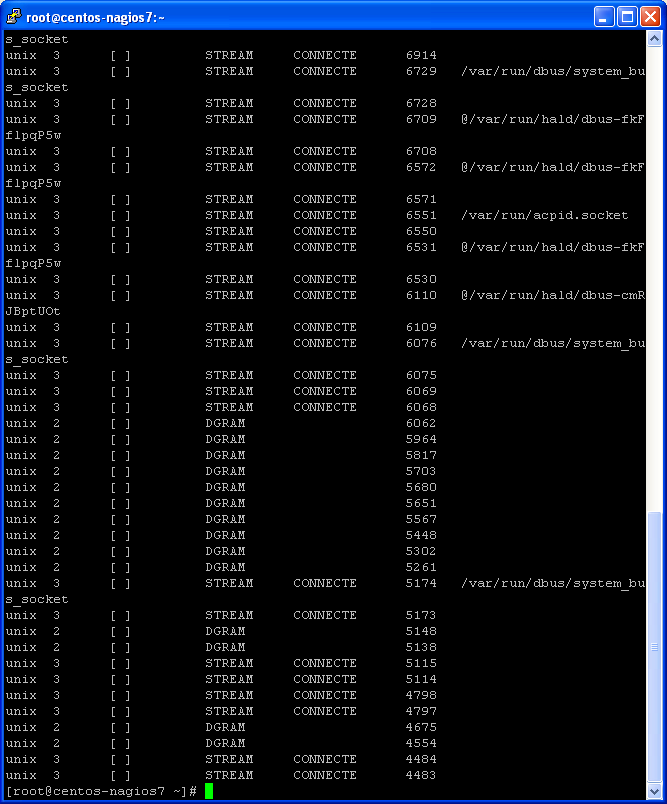 root@centos-nagios7:~
s_socket
unix  3      [ ]         STREAM     CONNECTE      6914
unix  3      [ ]         STREAM     CONNECTE      6729   /var/run/dbus/system_bu
s_socket
unix  3      [ ]         STREAM     CONNECTE      6728
unix  3      [ ]         STREAM     CONNECTE      6709   @/var/run/hald/dbus-fkF
flpqP5w
unix  3      [ ]         STREAM     CONNECTE      6708
unix  3      [ ]         STREAM     CONNECTE      6572   @/var/run/hald/dbus-fkF
flpqP5w
unix  3      [ ]         STREAM     CONNECTE      6571
unix  3      [ ]         STREAM     CONNECTE      6551   /var/run/acpid.socket
unix  3      [ ]         STREAM     CONNECTE      6550
unix  3      [ ]         STREAM     CONNECTE      6531   @/var/run/hald/dbus-fkF
flpqP5w
unix  3      [ ]         STREAM     CONNECTE      6530
unix  3      [ ]         STREAM     CONNECTE      6110   @/var/run/hald/dbus-cmR
JBptUOt
unix  3      [ ]         STREAM     CONNECTE      6109
unix  3      [ ]         STREAM     CONNECTE      6076   /var/run/dbus/system_bu
s_socket
unix  3      [ ]         STREAM     CONNECTE      6075
unix  3      [ ]         STREAM     CONNECTE      6069
unix  3      [ ]         STREAM     CONNECTE      6068
unix  2      [ ]         DGRAM                    6062
unix  2      [ ]         DGRAM                    5964
unix  2      [ ]         DGRAM                    5817
unix  2      [ ]         DGRAM                    5703
unix  2      [ ]         DGRAM                    5680
unix  2      [ ]         DGRAM                    5651
unix  2      [ ]         DGRAM                    5567
unix  2      [ ]         DGRAM                    5448
unix  2      [ ]         DGRAM                    5302
unix  2      [ ]         DGRAM                    5261
unix  3      [ ]         STREAM     CONNECTE      5174   /var/run/dbus/system_bu
s_socket
unix  3      [ ]         STREAM     CONNECTE      5173
unix  2      [ ]         DGRAM                    5148
unix  2      [ ]         DGRAM                    5138
unix  3      [ ]         STREAM     CONNECTE      5115
unix  3      [ ]         STREAM     CONNECTE      5114
unix  3      [ ]         STREAM     CONNECTE      4798
unix  3      [ ]         STREAM     CONNECTE      4797
unix  2      [ ]         DGRAM                    4675
unix  2      [ ]         DGRAM                    4554
unix  3      [ ]         STREAM     CONNECTE      4484
unix  3      [ ]         STREAM     CONNECTE      4483
[root@centos-nagios7 ~]#